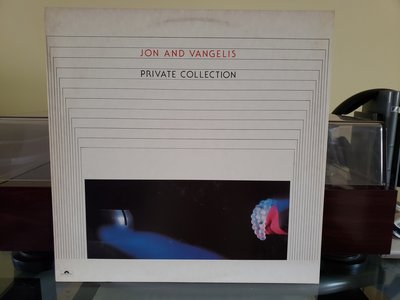 JON AND VANGELIS
PRIVATE COLLECTION